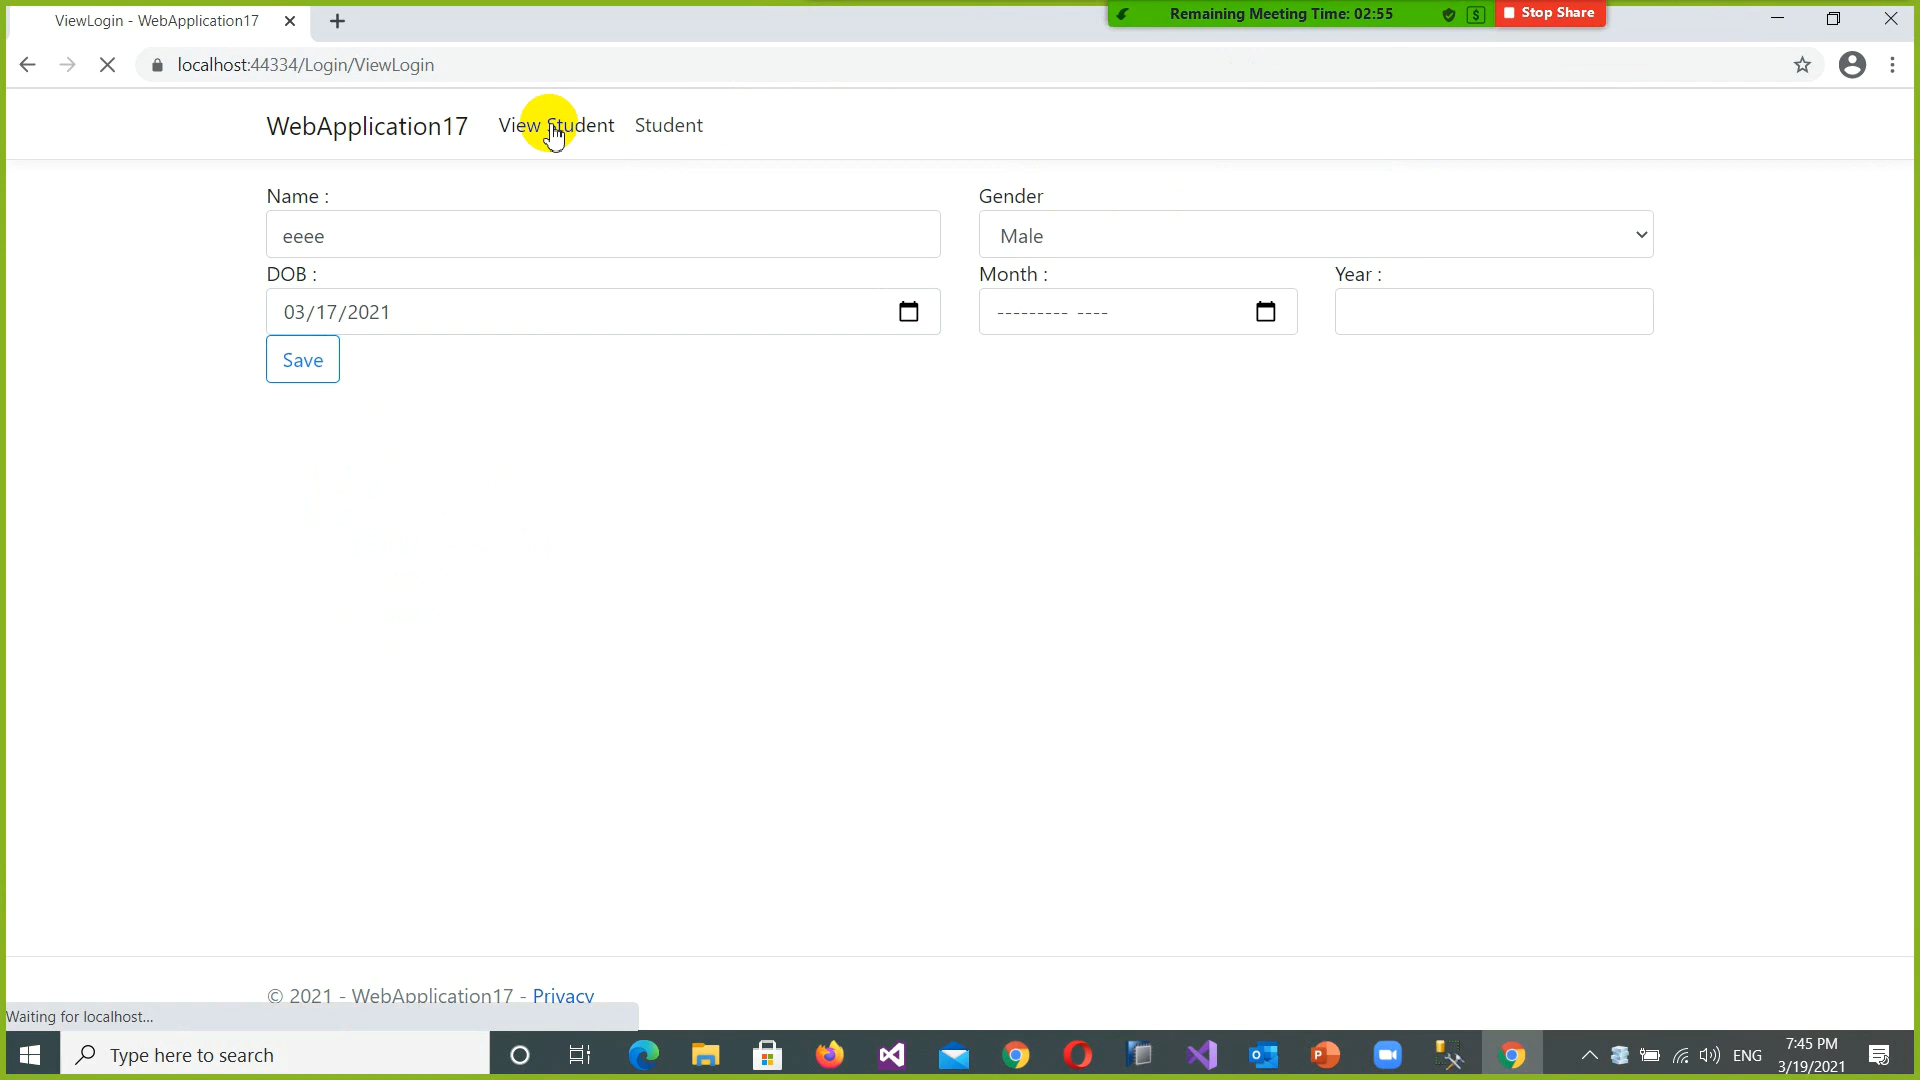 ViewLogin - WebApplication17
Remaining Meeting Time: 02:55
Stop Share
localhost:44334/Login/ViewLogin
WebApplication17 View Student Student
Name : Gender
eeee Male
DOB : Month : Year :
03/17/2021 --------- ----
Save
© 2021 - WebApplication17 - Privacy
Waiting for localhost...
Type here to search
ENG
7:45 PM
3/19/2021